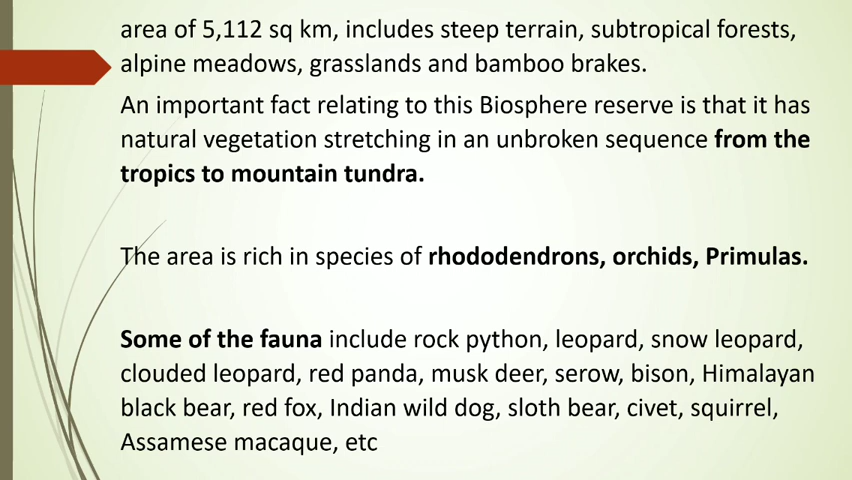 area of 5,112 sq km, includes steep terrain, subtropical forests,
alpine meadows, grasslands and bamboo brakes.
An important fact relating to this Biosphere reserve is that it has
natural vegetation stretching in an unbroken sequence from the
tropics to mountain tundra.
The area is rich in species of rhododendrons, orchids, Primulas.
Some of the fauna include rock python, leopard, snow leopard,
clouded leopard, red panda, musk deer, serow, bison, Himalayan
black bear, red fox, Indian wild dog, sloth bear, civet, squirrel,
Assamese macaque, etc